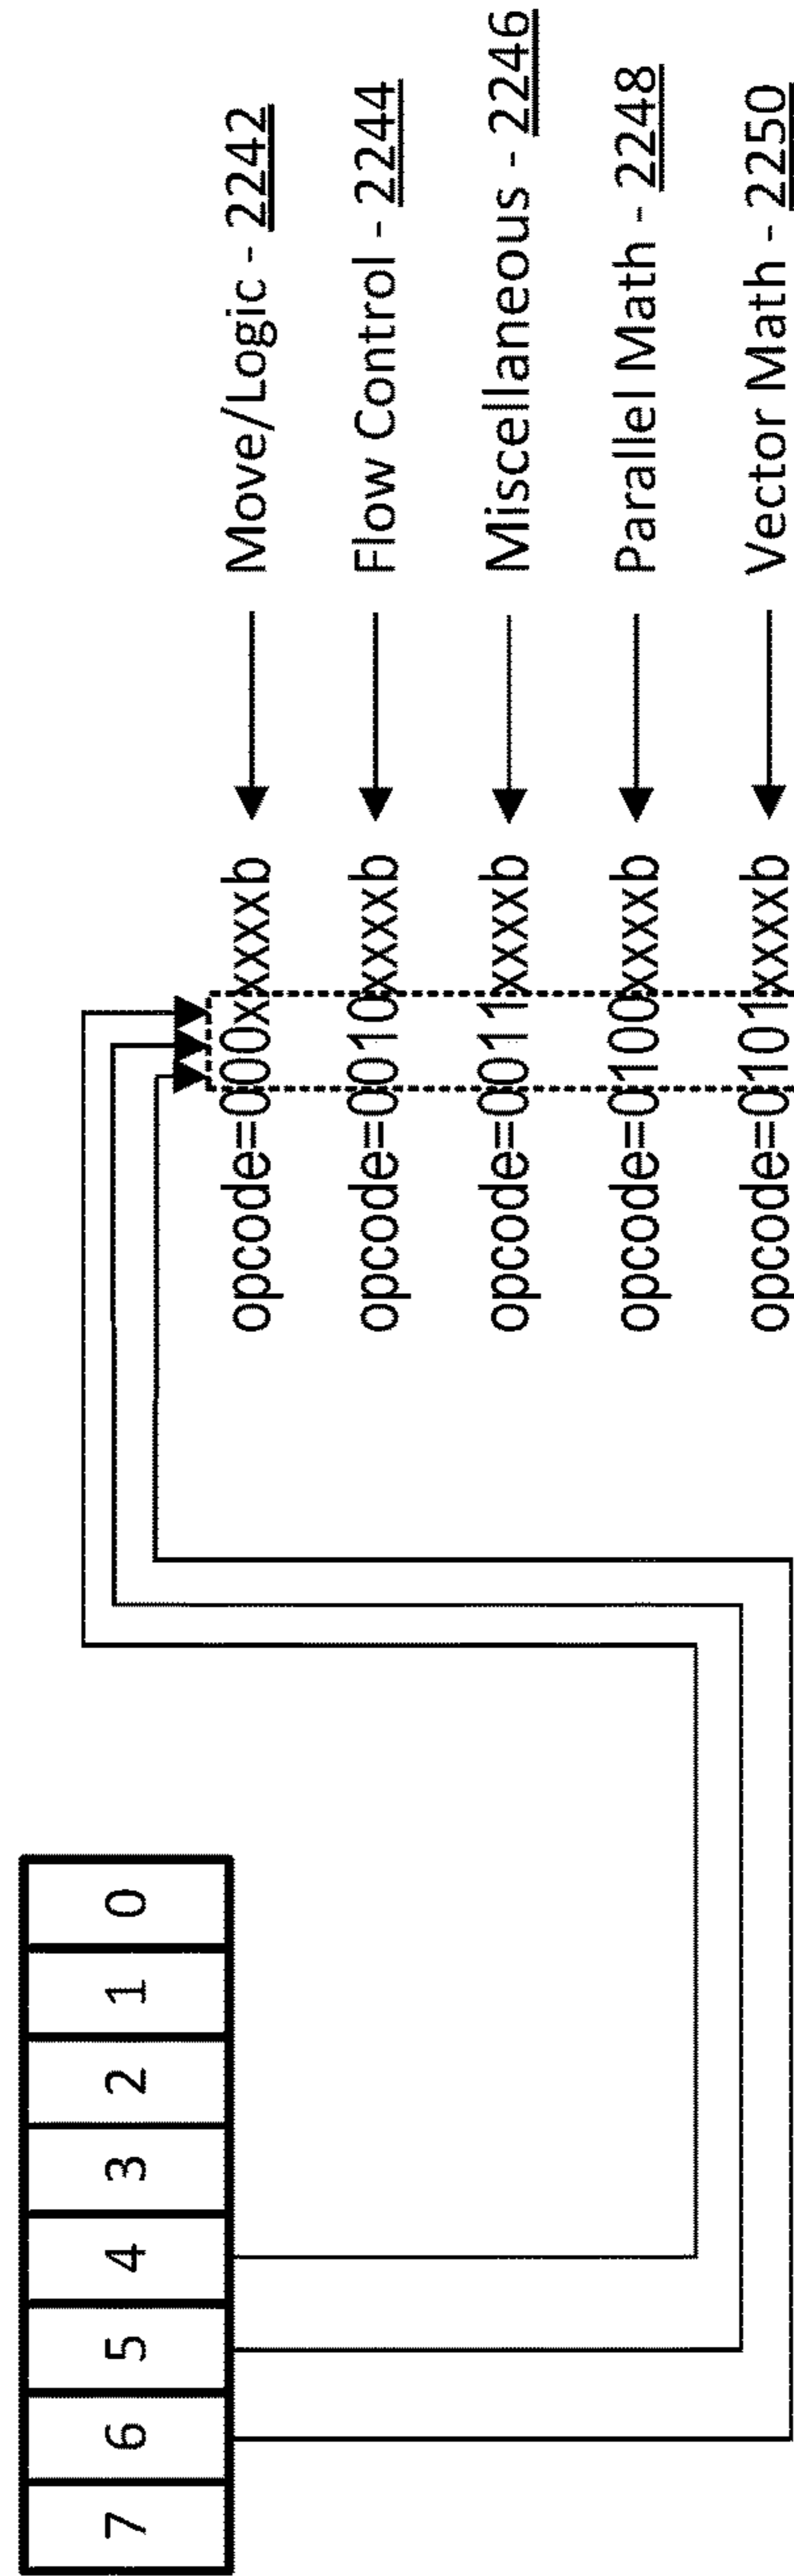 7 6 5 4 3 2 1 0
opcode=000xxxxxb Move/Logic - 2242
opcode=0010xxxxb Flow Control - 2244
opcode=0011xxxxb Miscellaneous - 2246
opcode=0100xxxxb Parallel Math - 2248
opcode=0101xxxxb Vector Math - 2250